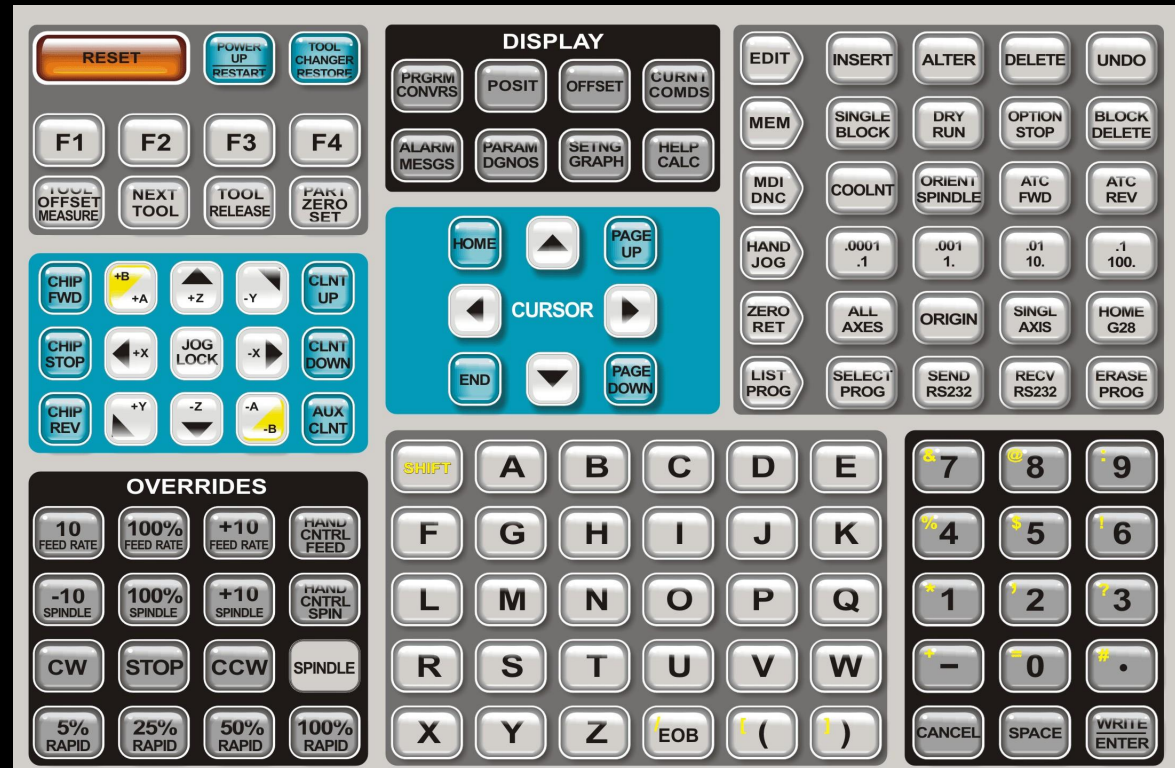 RESET
POWER
UP
RESTART
TOOL
CHANGER
RESTORE
F1
F2
F3
F4
TOOL
OFFSET
MEASURE
NEXT
TOOL
TOOL
RELEASE
PART
ZERO
SET
CHIP
FWD
+B
+A
+Z
-Y
CLNT
UP
CHIP
STOP
+X
JOG
LOCK
-X
CLNT
DOWN
CHIP
REV
+Y
-Z
-A
-B
AUX
CLNT
OVERRIDES
10
FEED RATE
100%
FEED RATE
+10
FEED RATE
HAND
CNTRL
FEED
-10
SPINDLE
100%
SPINDLE
+10
SPINDLE
HAND
CNTRL
SPIN
CW
STOP
CCW
SPINDLE
5%
RAPID
25%
RAPID
50%
RAPID
100%
RAPID
DISPLAY
PRGRM
CONVRS
POSIT
OFFSET
CURNT
COMDS
ALARM
MESGS
PARAM
DGNOS
SETNG
GRAPH
HELP
CALC
HOME
PAGE
UP
CURSOR
END
PAGE
DOWN
EDIT
INSERT
ALTER
DELETE
UNDO
MEM
SINGLE
BLOCK
DRY
RUN
OPTION
STOP
BLOCK
DELETE
MDI
DNC
COOLNT
ORIENT
SPINDLE
ATC
FWD
ATC
REV
HAND
JOG
.0001
.1
.001
1.
.01
10.
.1
100.
ZERO
RET
ALL
AXES
ORIGIN
SINGL
AXIS
HOME
G28
LIST
PROG
SELECT
PROG
SEND
RS232
RECV
RS232
ERASE
PROG
SHIFT
A
B
C
D
E
F
G
H
I
J
K
L
M
N
O
P
Q
R
S
T
U
V
W
X
Y
Z
/ EOB
[ (
] )
& 7
@ 8
: 9
% 4
$ 5
! 6
* 1
, 2
? 3
+ -
= 0
# .
CANCEL
SPACE
WRITE
ENTER